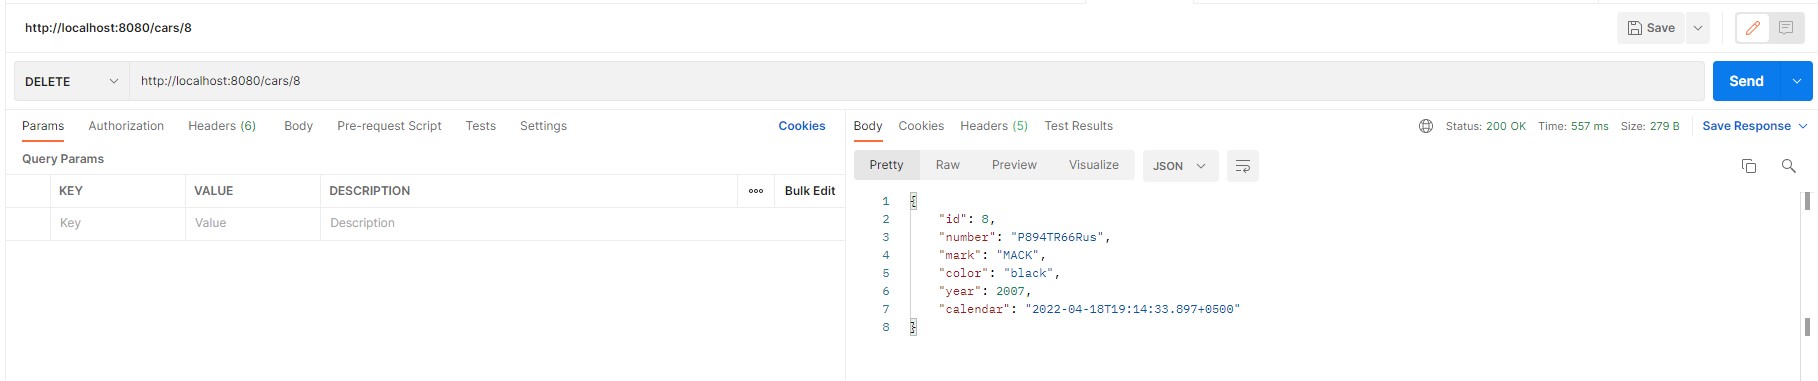 http://localhost:8080/cars/8
Save
DELETE
http://localhost:8080/cars/8
Send
Params Authorization Headers (6) Body Pre-request Script Tests Settings Cookies
Body Cookies Headers (5) Test Results Status: 200 OK Time: 557 ms Size: 279 B Save Response
Query Params
KEY VALUE DESCRIPTION ooo Bulk Edit
Key Value Description
Pretty Raw Preview Visualize JSON
1 {
2 "id": 8,
3 "number": "P894TR66Rus",
4 "mark": "MACK",
5 "color": "black",
6 "year": 2007,
7 "calendar": "2022-04-18T19:14:33.897+0500"
8 }